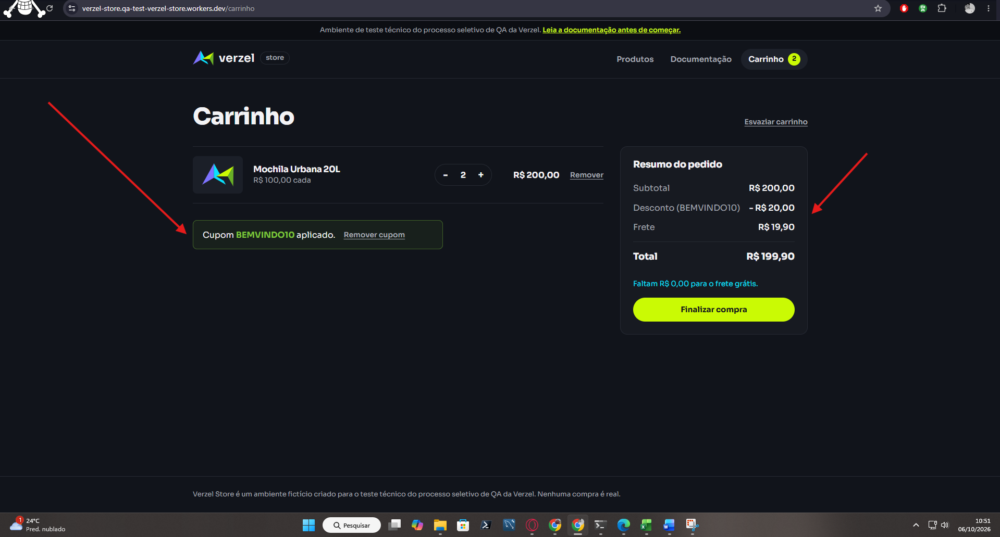 verzel-store.qa-test-verzel-store.workers.dev/carrinho
Ambiente de teste técnico do processo seletivo de QA da Verzel. Leia a documentação antes de começar.
verzel store
Produtos
Documentação
Carrinho 2
Carrinho
Esvaziar carrinho
Mochila Urbana 20L
R$ 100,00 cada
- 2 +
R$ 200,00
Remover
Cupom BEMVINDO10 aplicado. Remover cupom
Resumo do pedido
Subtotal R$ 200,00
Desconto (BEMVINDO10) - R$ 20,00
Frete R$ 19,90
Total R$ 199,90
Faltam R$ 0,00 para o frete grátis.
Finalizar compra
Verzel Store é um ambiente fictício criado para o teste técnico do processo seletivo de QA da Verzel. Nenhuma compra é real.
1
24°C
Pred. nublado
Pesquisar
10:51
06/10/2026